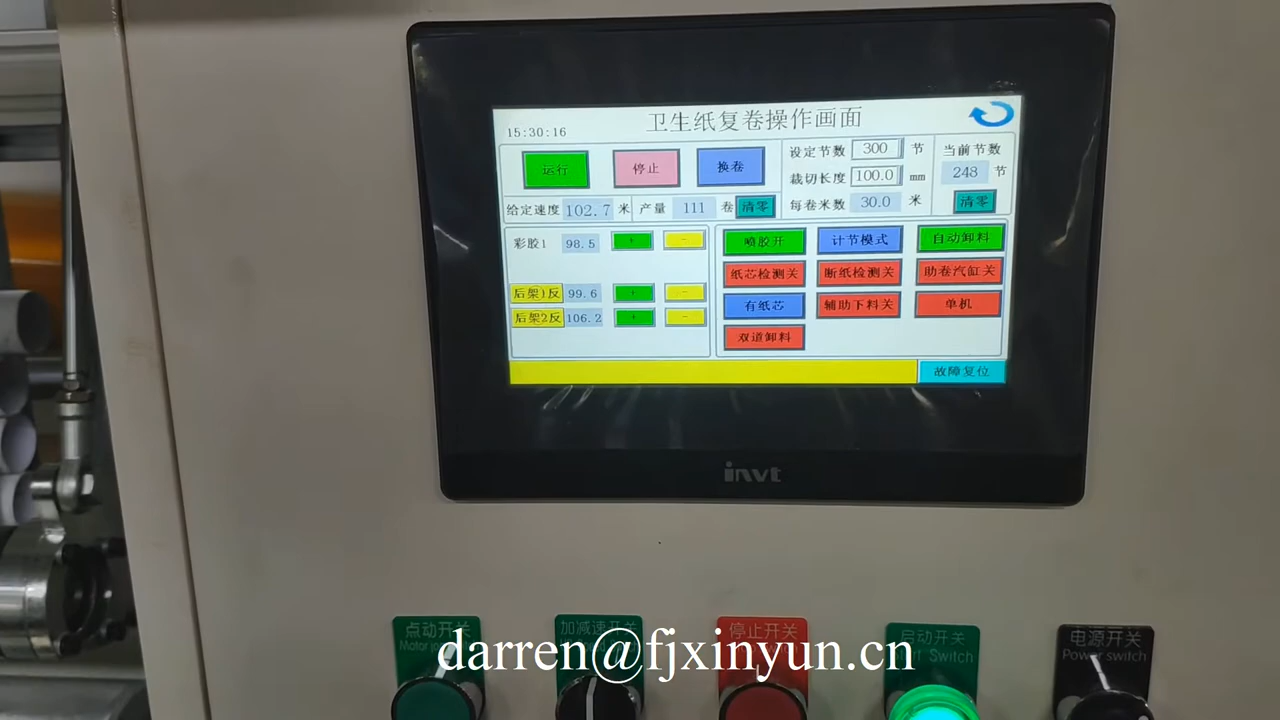 卫生纸复卷操作画面
15:30:16
运行 停止 换卷
设定节数 300 节
裁切长度 100.0 mm
每卷米数 30.0 米
当前节数
248 节
清零
给定速度 102.7 米 产量 111 卷 清零
彩胶1 98.5 + -
后架1反 99.6 + -
后架2反 106.2 + -
喷胶开 计节模式 自动卸料
纸芯检测关 断纸检测关 助卷汽缸关
有纸芯 辅助下料关 单机
双道卸料
故障复位
invt
点动开关 加减速开关 停止开关 启动开关 电源开关
Motor Switch Power switch
darren@fjxinyun.cn